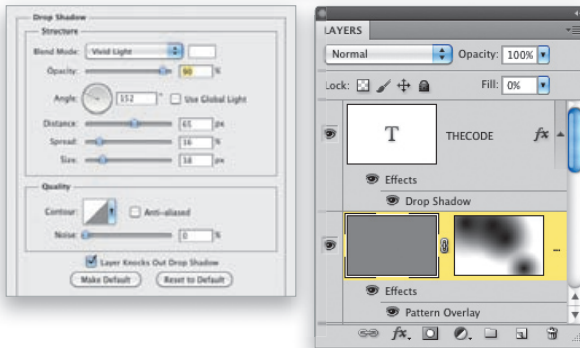 Drop Shadow
Structure
Blend Mode: Vivid Light
Opacity: 90 %
Angle: 152 ° Use Global Light
Distance: 65 px
Spread: 16 %
Size: 38 px
Quality
Contour: Anti-aliased
Noise: 0 %
Layer Knocks Out Drop Shadow
Make Default Reset to Default
LAYERS
Normal Opacity: 100%
Lock: Fill: 0%
T THECODE fx
Effects
Drop Shadow
...
Effects
Pattern Overlay
fx.